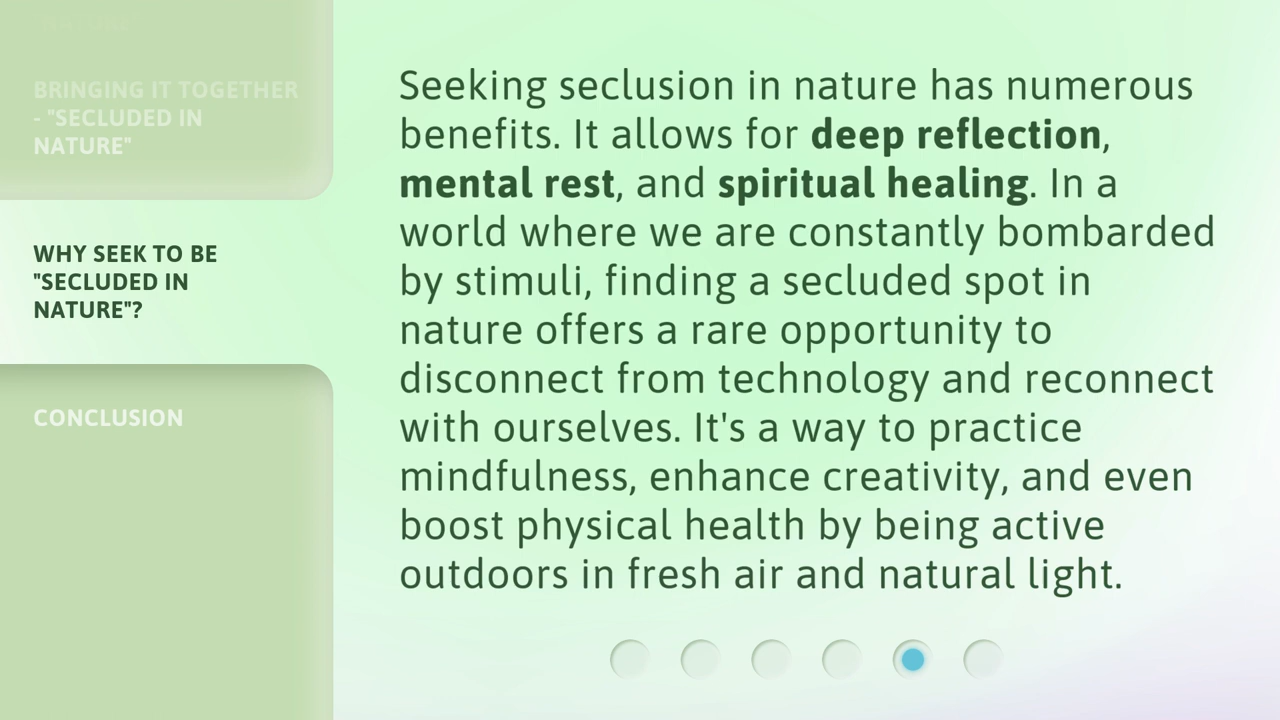 BRINGING IT TOGETHER
- "SECLUDED IN
NATURE"
WHY SEEK TO BE
"SECLUDED IN
NATURE"?
CONCLUSION
Seeking seclusion in nature has numerous
benefits. It allows for deep reflection,
mental rest, and spiritual healing. In a
world where we are constantly bombarded
by stimuli, finding a secluded spot in
nature offers a rare opportunity to
disconnect from technology and reconnect
with ourselves. It's a way to practice
mindfulness, enhance creativity, and even
boost physical health by being active
outdoors in fresh air and natural light.